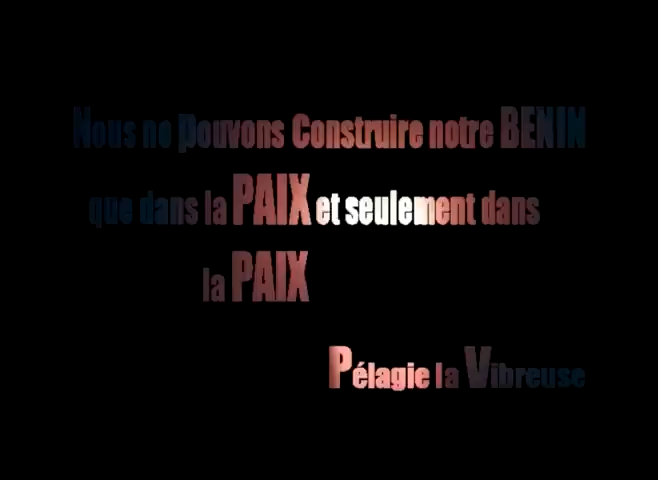 Nous ne pouvons Construire notre BENIN
que dans la PAIX et seulement dans
la PAIX
Pélagie la Vibreuse